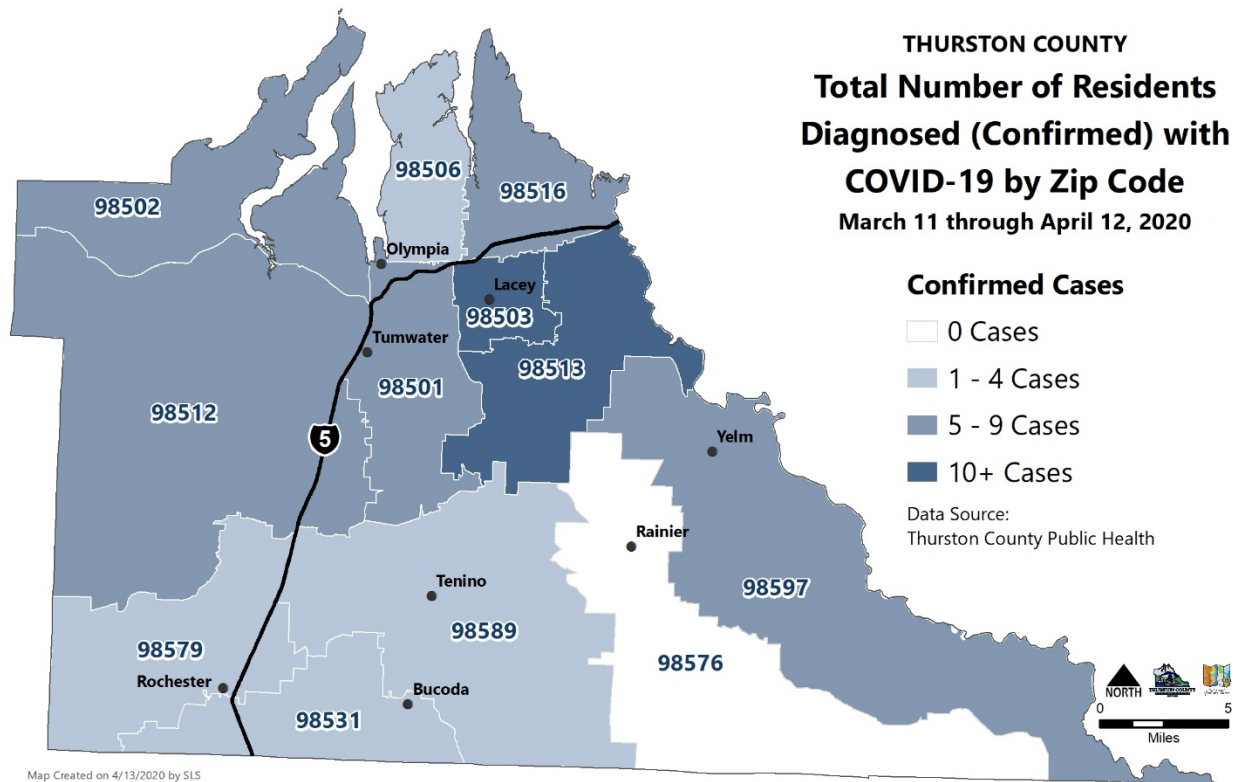 THURSTON COUNTY
Total Number of Residents
Diagnosed (Confirmed) with
COVID-19 by Zip Code
March 11 through April 12, 2020
Confirmed Cases
0 Cases
1 - 4 Cases
5 - 9 Cases
10+ Cases
Data Source:
Thurston County Public Health
98506
98516
98502
Olympia
Lacey
98503
Tumwater
98513
98501
98512
5
Yelm
Rainier
Tenino
98597
98589
98579
98576
Rochester
Bucoda
98531
NORTH
THURSTON COUNTY
0 5
Miles
Map Created on 4/13/2020 by SLS